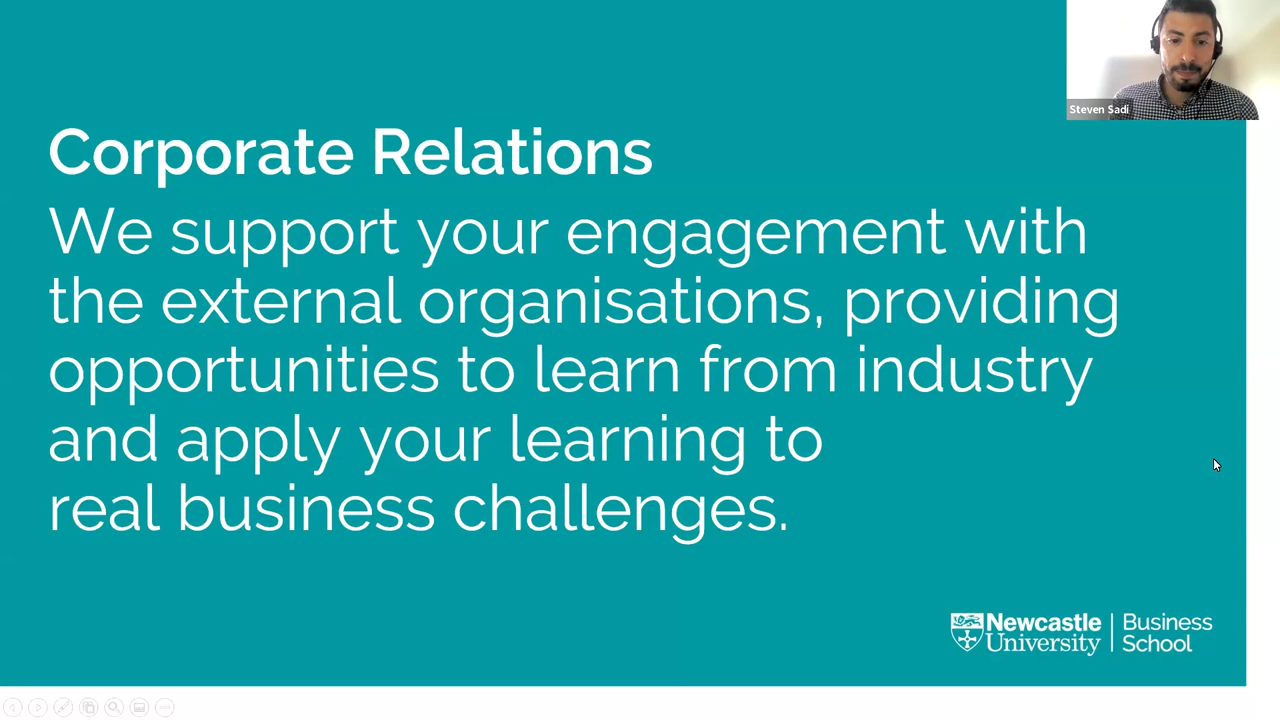 Steven Sadi
Corporate Relations
We support your engagement with
the external organisations, providing
opportunities to learn from industry
and apply your learning to
real business challenges.
Newcastle University | Business School